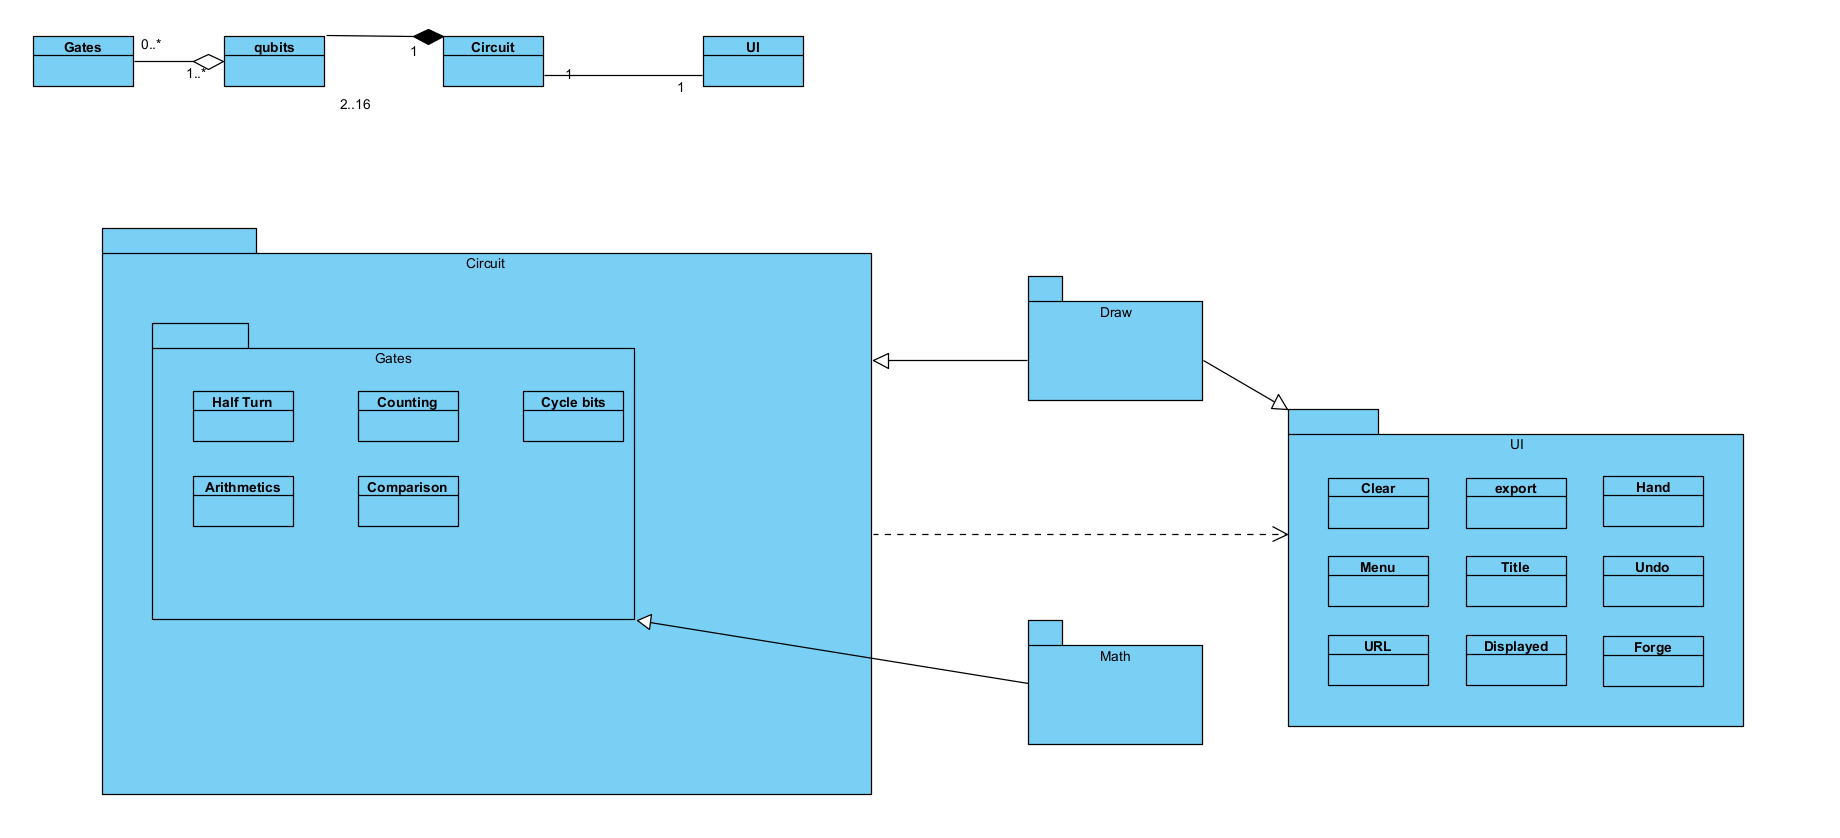 Gates
0..*
1..*
qubits
2..16
1
Circuit
1
1
UI
Circuit
Gates
Half Turn
Counting
Cycle bits
Arithmetics
Comparison
Draw
Math
UI
Clear
export
Hand
Menu
Title
Undo
URL
Displayed
Forge